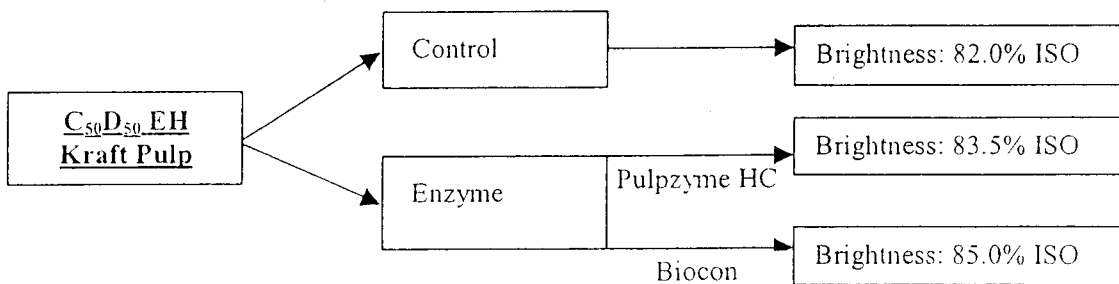 Control
Brightness: 82.0% ISO
C₅₀D₅₀ EH
Kraft Pulp
Brightness: 83.5% ISO
Enzyme
Pulpzyme HC
Biocon
Brightness: 85.0% ISO